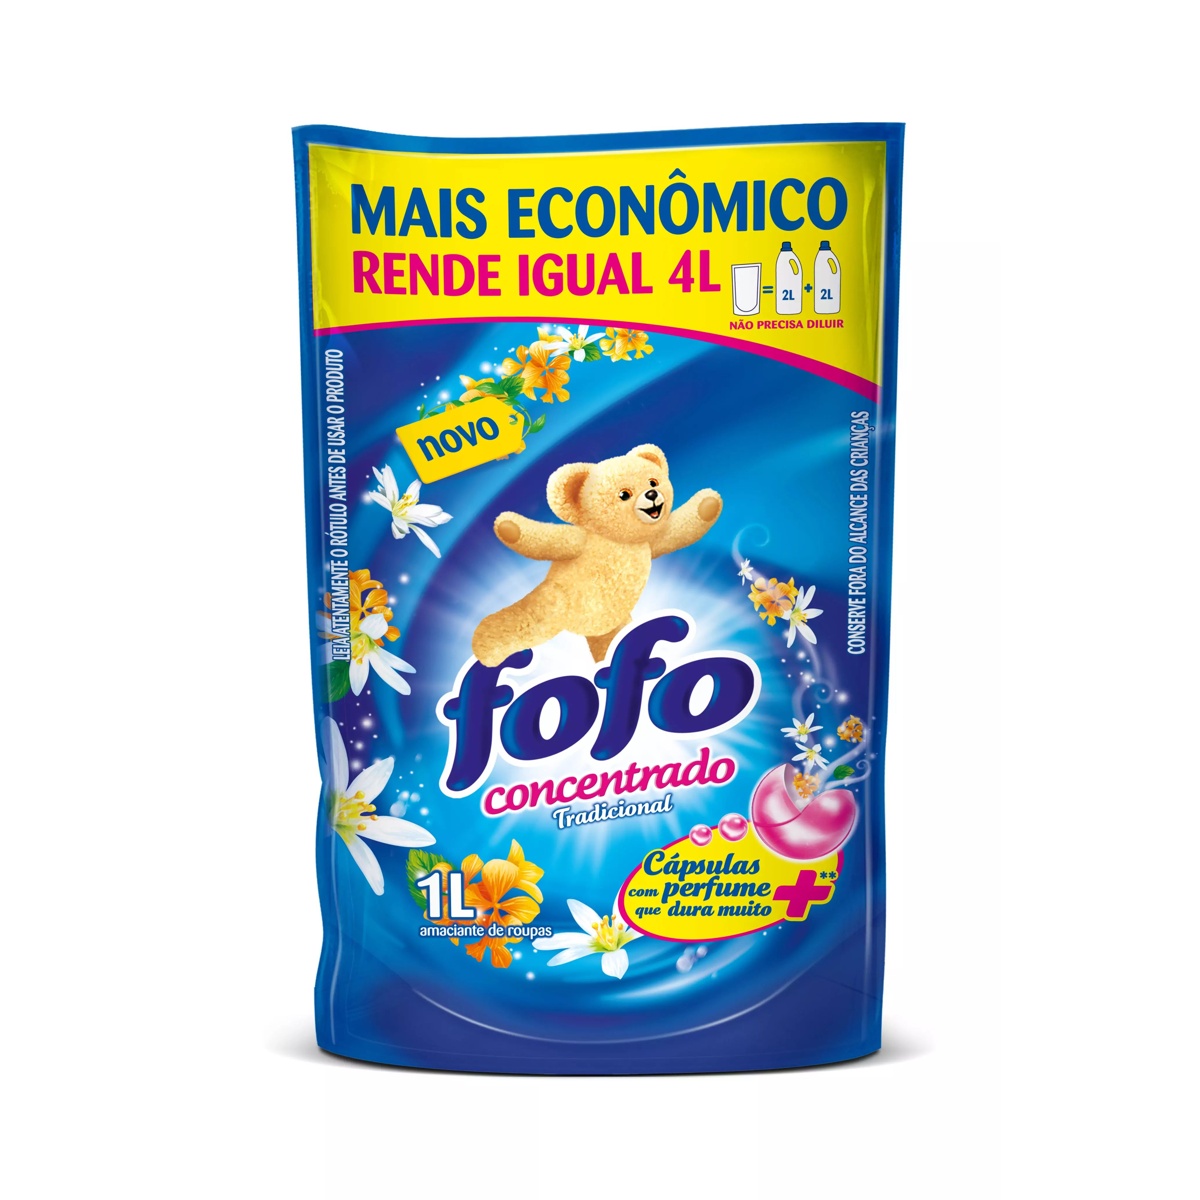 MAIS ECONÔMICO
RENDE IGUAL 4L
=
2L
+
2L
NÃO PRECISA DILUIR
LEIA ATENTAMENTE O RÓTULO ANTES DE USAR O PRODUTO
novo
CONSERVE FORA DO ALCANCE DAS CRIANÇAS
fofo
concentrado
Tradicional
Cápsulas
com perfume
que dura muito
+**
1L
amaciante de roupas